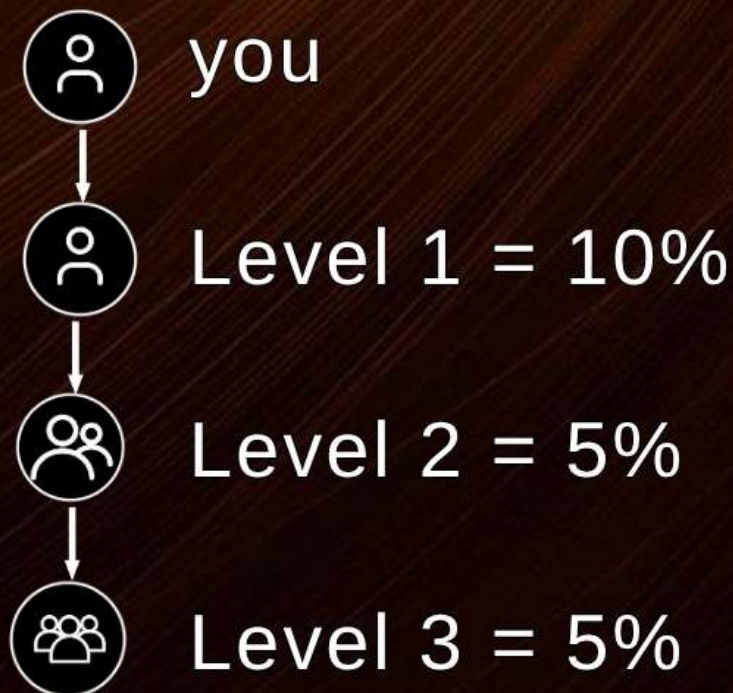 you
Level 1 = 10%
Level 2 = 5%
Level 3 = 5%